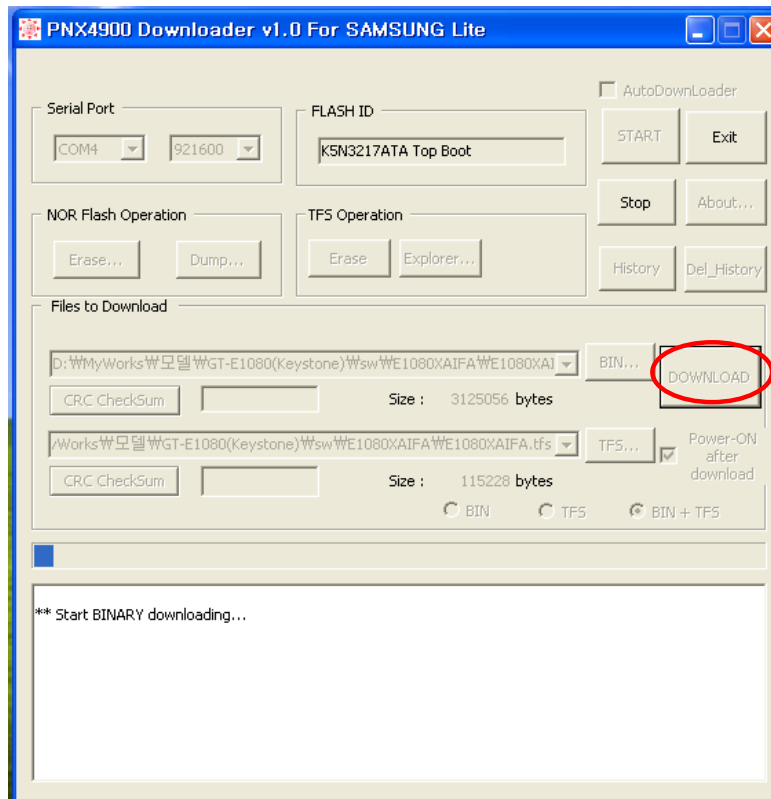 PNX4900 Downloader v1.0 For SAMSUNG Lite
AutoDownLoader
Serial Port
COM4
921600
FLASH ID
K5N3217ATA Top Boot
START
Exit
Stop
About...
NOR Flash Operation
Erase...
Dump...
TFS Operation
Erase
Explorer...
History
Del_History
Files to Download
D:₩MyWorks₩모델₩GT-E1080(Keystone)₩sw₩E1080XAIFA₩E1080XAI
BIN...
DOWNLOAD
CRC CheckSum
Size : 3125056 bytes
/Works₩모델₩GT-E1080(Keystone)₩sw₩E1080XAIFA₩E1080XAIFA.tfs
TFS...
Power-ON
after
download
CRC CheckSum
Size : 115228 bytes
BIN
TFS
BIN + TFS
** Start BINARY downloading...